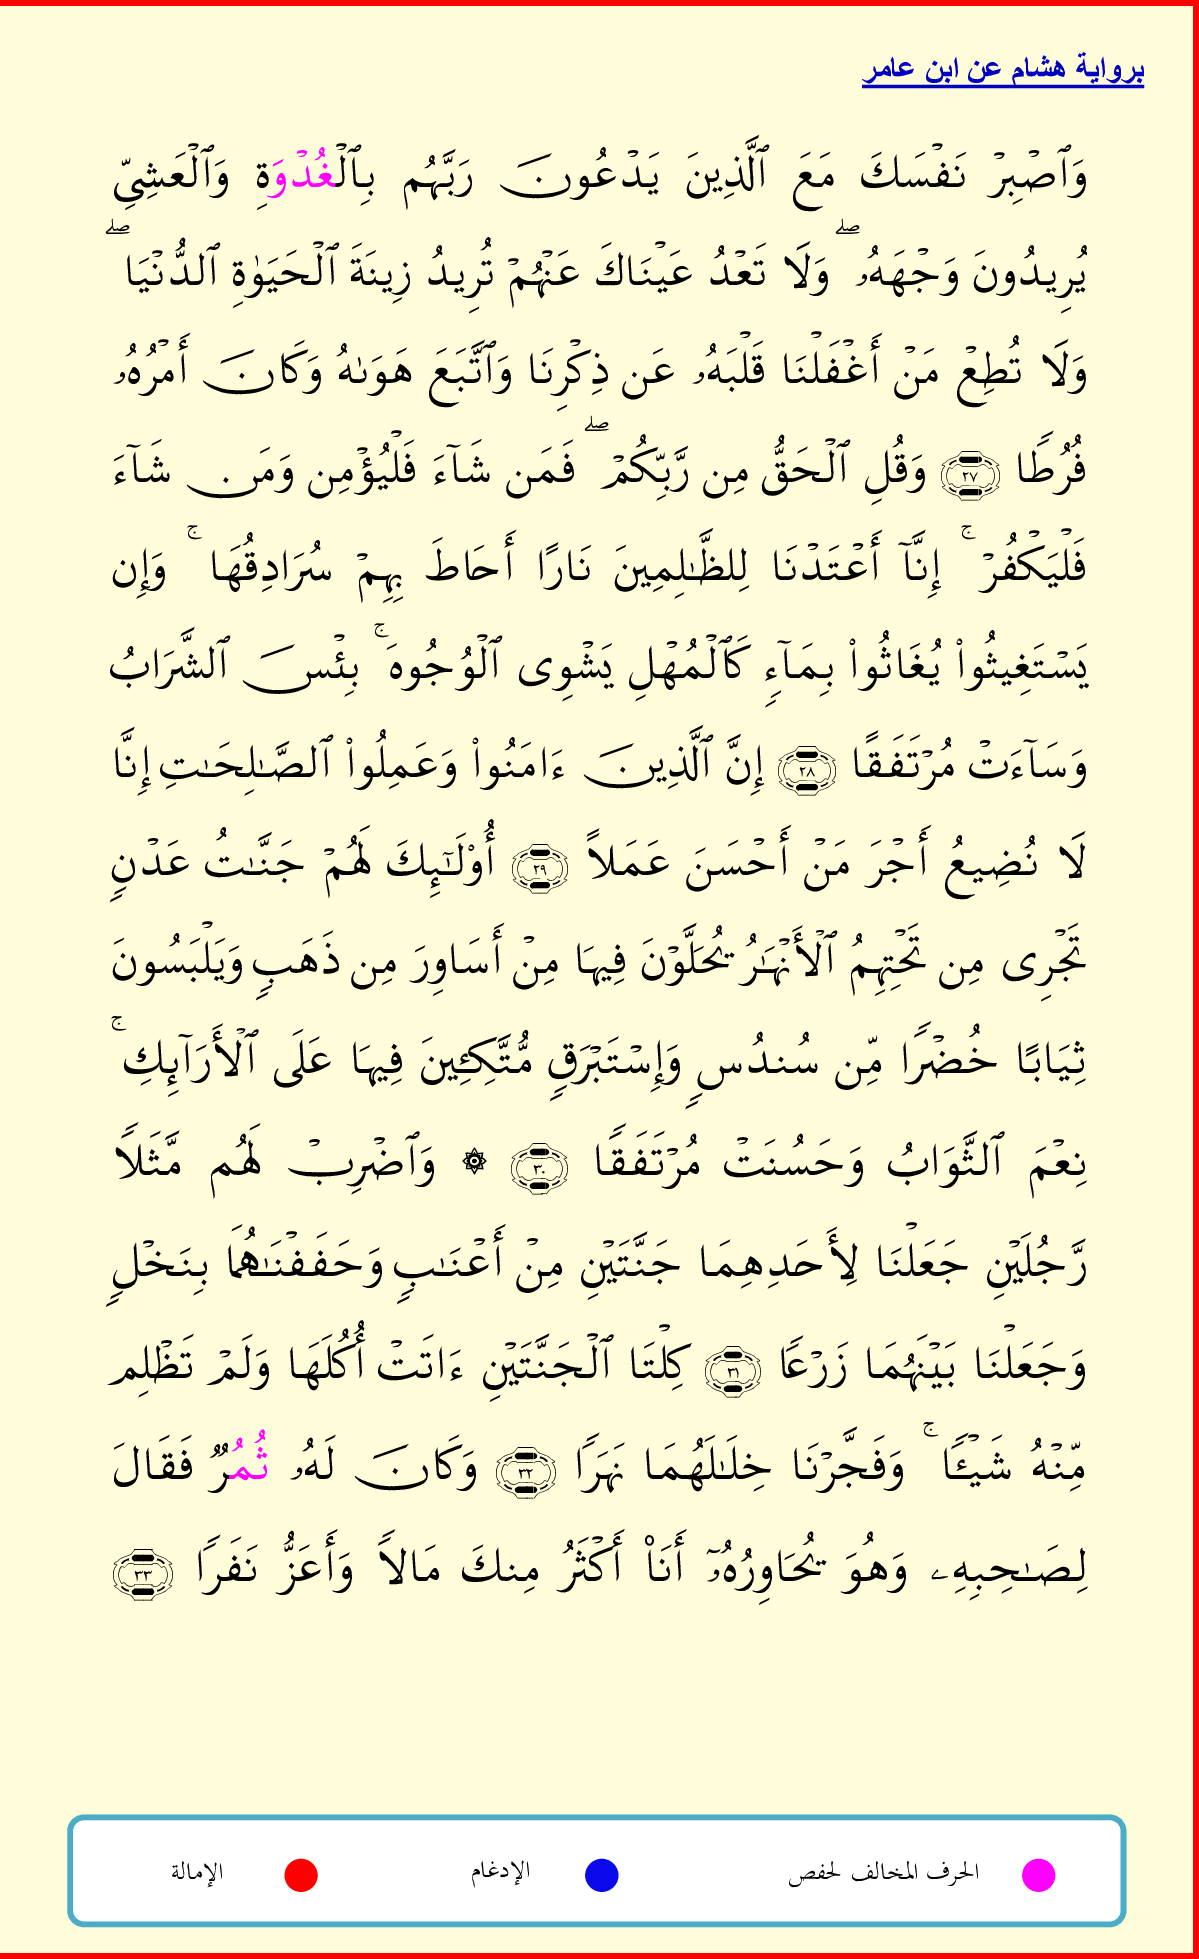 برواية هشام عن ابن عامر
وَٱصْبِرْ نَفْسَكَ مَعَ ٱلَّذِينَ يَدْعُونَ رَبَّهُم بِٱلْغُدْوَةِ وَٱلْعَشِىِّ
يُرِيدُونَ وَجْهَهُۥ ۖ وَلَا تَعْدُ عَيْنَاكَ عَنْهُمْ تُرِيدُ زِينَةَ ٱلْحَيَوٰةِ ٱلدُّنْيَا ۖ
وَلَا تُطِعْ مَنْ أَغْفَلْنَا قَلْبَهُۥ عَن ذِكْرِنَا وَٱتَّبَعَ هَوَىٰهُ وَكَانَ أَمْرُهُۥ
فُرُطًا ٢٧ وَقُلِ ٱلْحَقُّ مِن رَّبِّكُمْ ۖ فَمَن شَآءَ فَلْيُؤْمِن وَمَن شَآءَ
فَلْيَكْفُرْ ۚ إِنَّآ أَعْتَدْنَا لِلظَّـٰلِمِينَ نَارًا أَحَاطَ بِهِمْ سُرَادِقُهَا ۚ وَإِن
يَسْتَغِيثُوا۟ يُغَاثُوا۟ بِمَآءٍ كَٱلْمُهْلِ يَشْوِى ٱلْوُجُوهَ ۚ بِئْسَ ٱلشَّرَابُ
وَسَآءَتْ مُرْتَفَقًا ٢٨ إِنَّ ٱلَّذِينَ ءَامَنُوا۟ وَعَمِلُوا۟ ٱلصَّـٰلِحَـٰتِ إِنَّا
لَا نُضِيعُ أَجْرَ مَنْ أَحْسَنَ عَمَلاً ٢٩ أُو۟لَـٰٓئِكَ لَهُمْ جَنَّـٰتُ عَدْنٍ
تَجْرِى مِن تَحْتِهِمُ ٱلْأَنْهَـٰرُ يُحَلَّوْنَ فِيهَا مِنْ أَسَاوِرَ مِن ذَهَبٍ وَيَلْبَسُونَ
ثِيَابًا خُضْرًا مِّن سُندُسٍ وَإِسْتَبْرَقٍ مُّتَّكِـِٔينَ فِيهَا عَلَى ٱلْأَرَآئِكِ ۚ
نِعْمَ ٱلثَّوَابُ وَحَسُنَتْ مُرْتَفَقًا ٣٠ ۞ وَٱضْرِبْ لَهُم مَّثَلاً
رَّجُلَيْنِ جَعَلْنَا لِأَحَدِهِمَا جَنَّتَيْنِ مِنْ أَعْنَـٰبٍ وَحَفَفْنَـٰهُمَا بِنَخْلٍ
وَجَعَلْنَا بَيْنَهُمَا زَرْعًا ٣١ كِلْتَا ٱلْجَنَّتَيْنِ ءَاتَتْ أُكُلَهَا وَلَمْ تَظْلِم
مِّنْهُ شَيْـًٔا ۚ وَفَجَّرْنَا خِلَـٰلَهُمَا نَهَرًا ٣٢ وَكَانَ لَهُۥ ثُمُرٌ فَقَالَ
لِصَـٰحِبِهِۦ وَهُوَ يُحَاوِرُهُۥٓ أَنَا۠ أَكْثَرُ مِنكَ مَالاً وَأَعَزُّ نَفَرًا ٣٣
الحرف المخالف لحفص الإدغام الإمالة